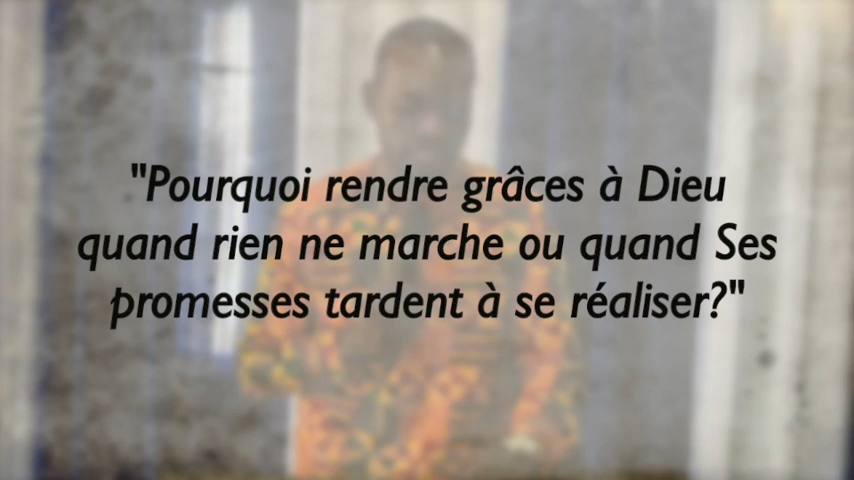 "Pourquoi rendre grâces à Dieu
quand rien ne marche ou quand Ses
promesses tardent à se réaliser?"